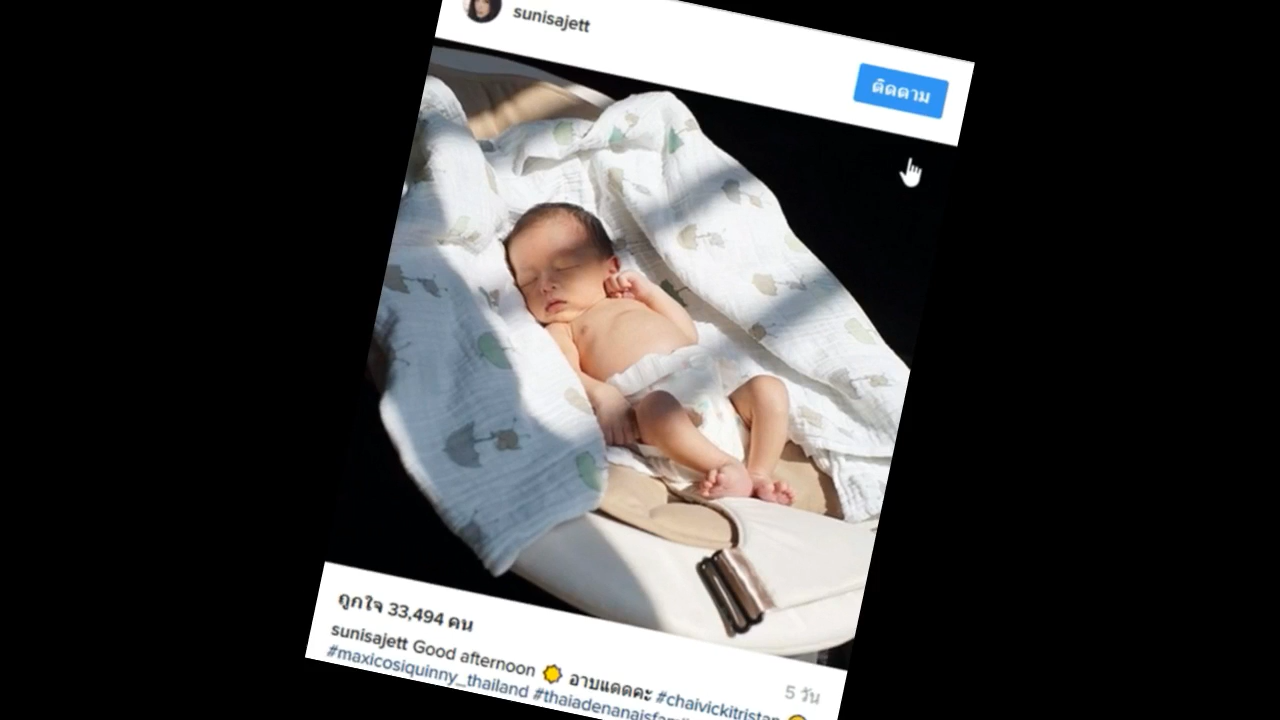 sunisajett
ติดตาม
ถูกใจ 33,494 คน
5 วัน
sunisajett Good afternoon 🌞 อาบแดดคะ #chaivickitristan
#maxicosiquinny_thailand